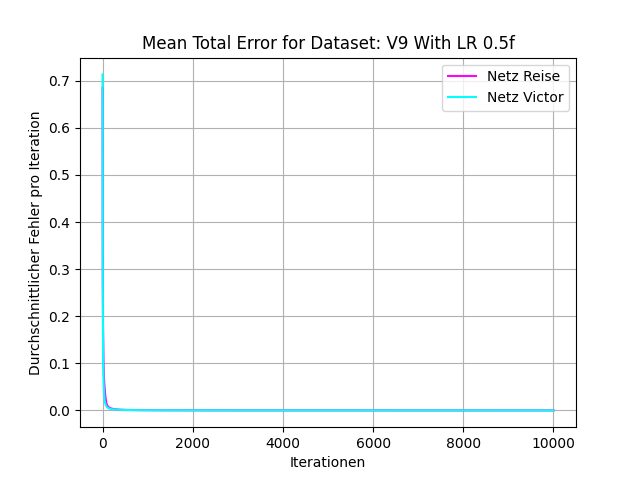 Mean Total Error for Dataset: V9 With LR 0.5f
Netz Reise
Netz Victor
Durchschnittlicher Fehler pro Iteration
0.7
0.6
0.5
0.4
0.3
0.2
0.1
0.0
0 2000 4000 6000 8000 10000
Iterationen